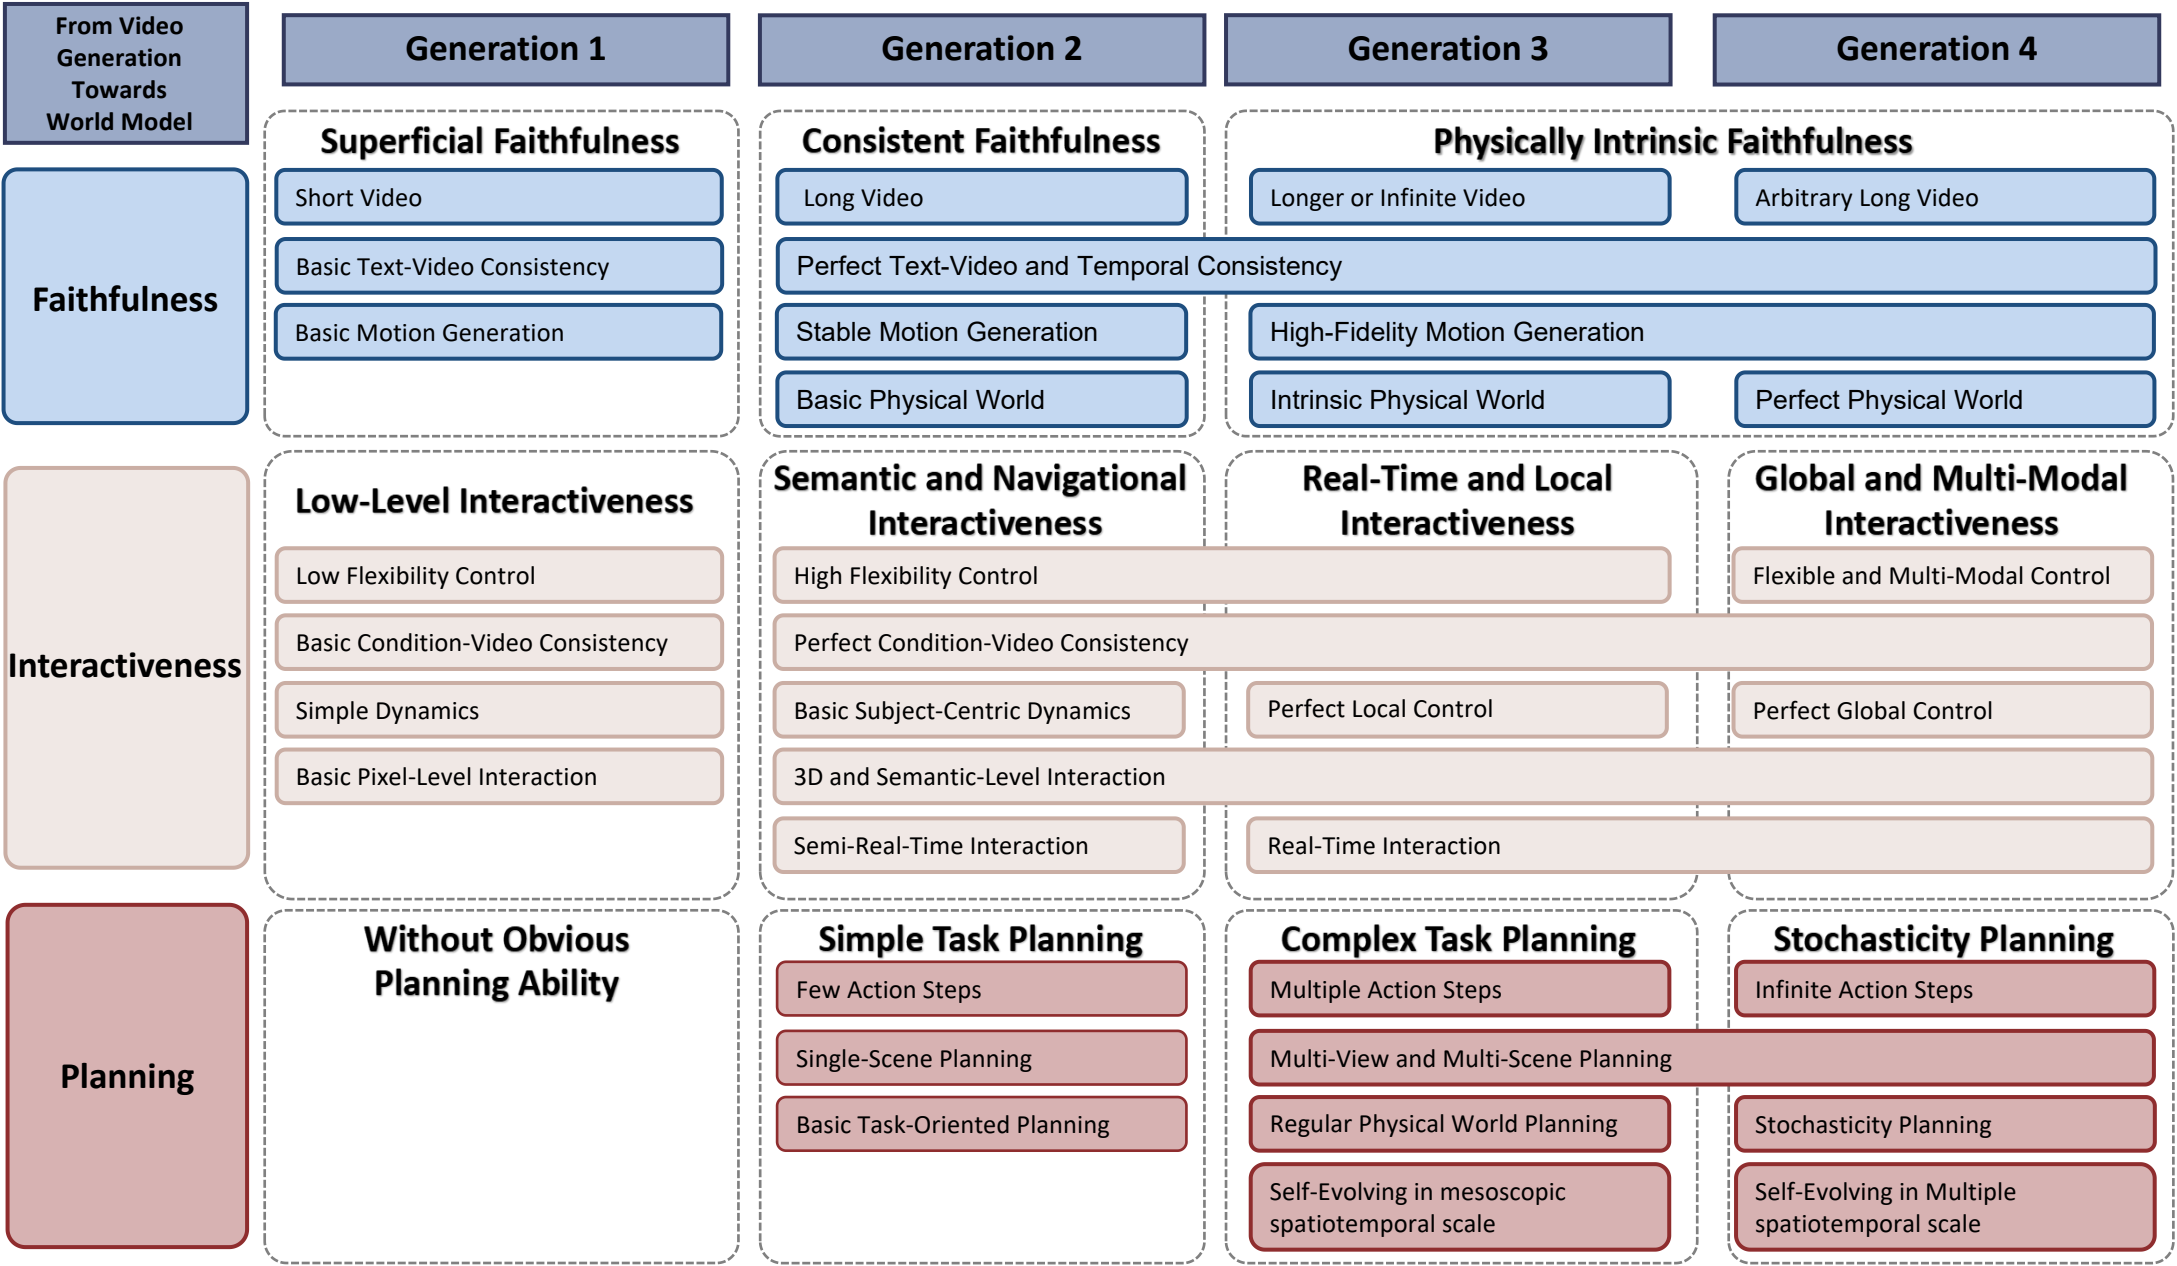 From Video
Generation
Towards
World Model
Generation 1
Generation 2
Generation 3
Generation 4
Faithfulness
Superficial Faithfulness
Short Video
Basic Text-Video Consistency
Basic Motion Generation
Consistent Faithfulness
Physically Intrinsic Faithfulness
Long Video
Longer or Infinite Video
Arbitrary Long Video
Perfect Text-Video and Temporal Consistency
Stable Motion Generation
High-Fidelity Motion Generation
Basic Physical World
Intrinsic Physical World
Perfect Physical World
Interactiveness
Low-Level Interactiveness
Low Flexibility Control
Basic Condition-Video Consistency
Simple Dynamics
Basic Pixel-Level Interaction
Semantic and Navigational
Interactiveness
Real-Time and Local
Interactiveness
Global and Multi-Modal
Interactiveness
High Flexibility Control
Flexible and Multi-Modal Control
Perfect Condition-Video Consistency
Basic Subject-Centric Dynamics
Perfect Local Control
Perfect Global Control
3D and Semantic-Level Interaction
Semi-Real-Time Interaction
Real-Time Interaction
Planning
Without Obvious
Planning Ability
Simple Task Planning
Few Action Steps
Single-Scene Planning
Basic Task-Oriented Planning
Complex Task Planning
Stochasticity Planning
Multiple Action Steps
Infinite Action Steps
Multi-View and Multi-Scene Planning
Regular Physical World Planning
Stochasticity Planning
Self-Evolving in mesoscopic
spatiotemporal scale
Self-Evolving in Multiple
spatiotemporal scale